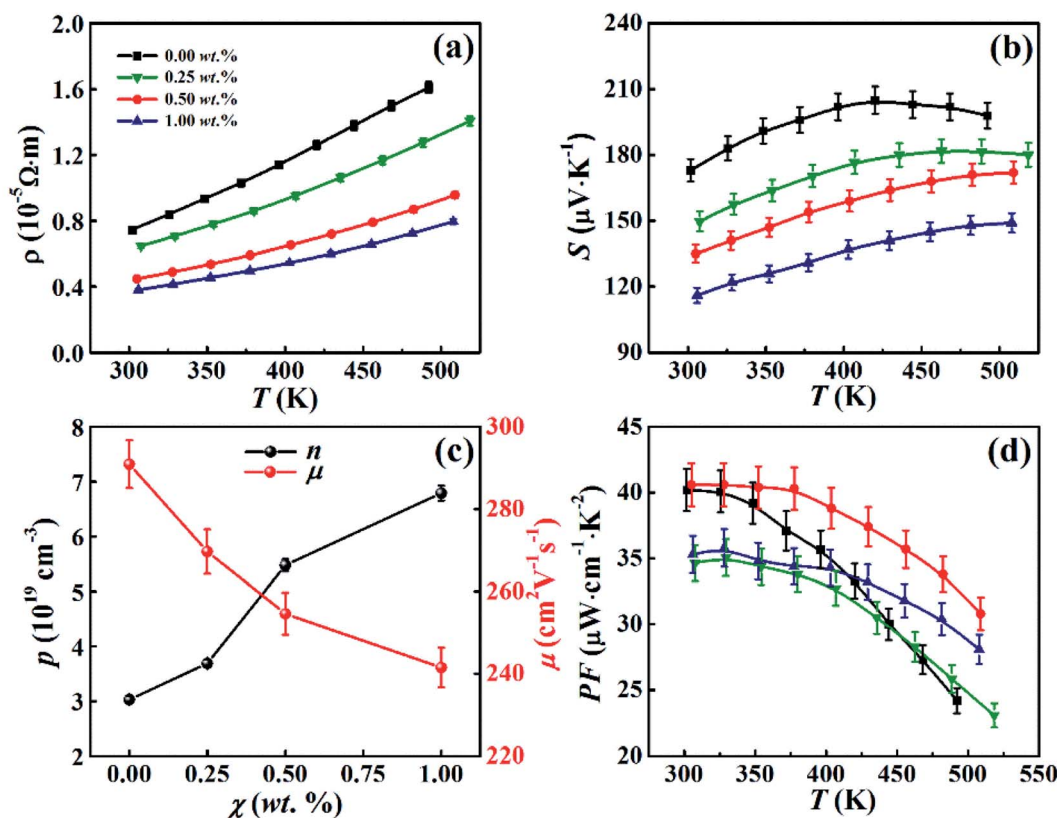 (a)
0.00 wt.%
0.25 wt.%
0.50 wt.%
1.00 wt.%
2.0
1.6
1.2
0.8
0.4
0.0
ρ (10⁻⁵Ω·m)
300 350 400 450 500
T (K)
(b)
240
210
180
150
120
90
S (μV·K⁻¹)
300 350 400 450 500
T (K)
(c)
n
μ
8
7
6
5
4
3
2
p (10¹⁹ cm⁻³)
300
280
260
240
220
μ (cm²V⁻¹s⁻¹)
0.00 0.25 0.50 0.75 1.00
χ (wt. %)
(d)
45
40
35
30
25
20
PF (μW·cm⁻¹·K⁻²)
300 350 400 450 500 550
T (K)